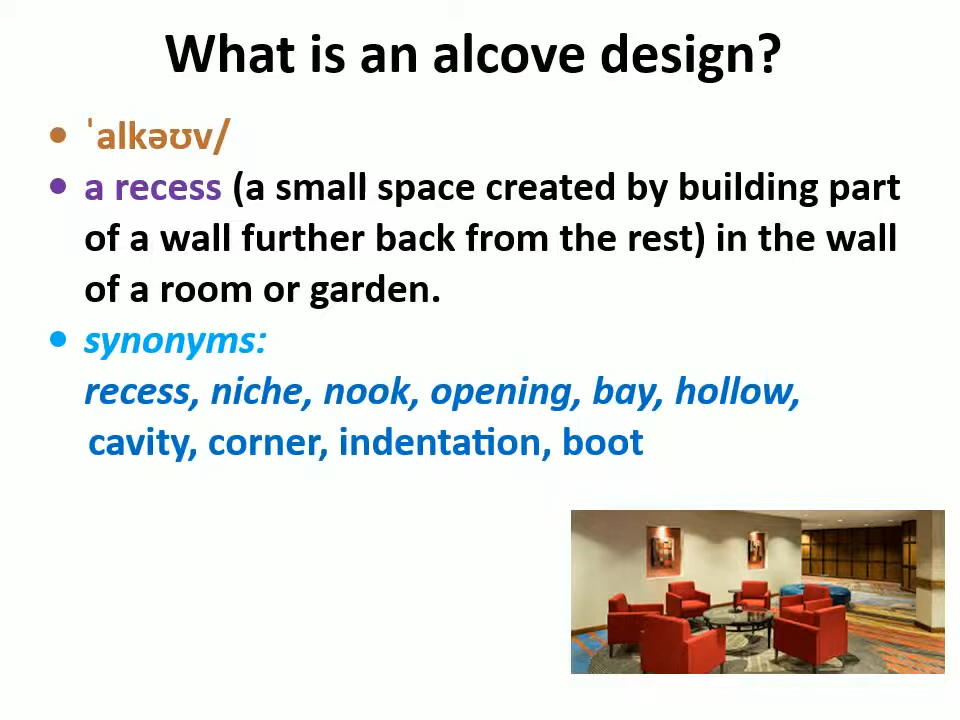 What is an alcove design?
• ˈalkəʊv/
• a recess (a small space created by building part
of a wall further back from the rest) in the wall
of a room or garden.
• synonyms:
recess, niche, nook, opening, bay, hollow,
cavity, corner, indentation, boot